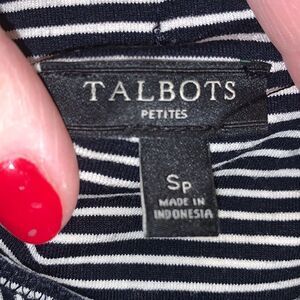 TALBOTS
PETITES
SP
MADE IN
INDONESIA